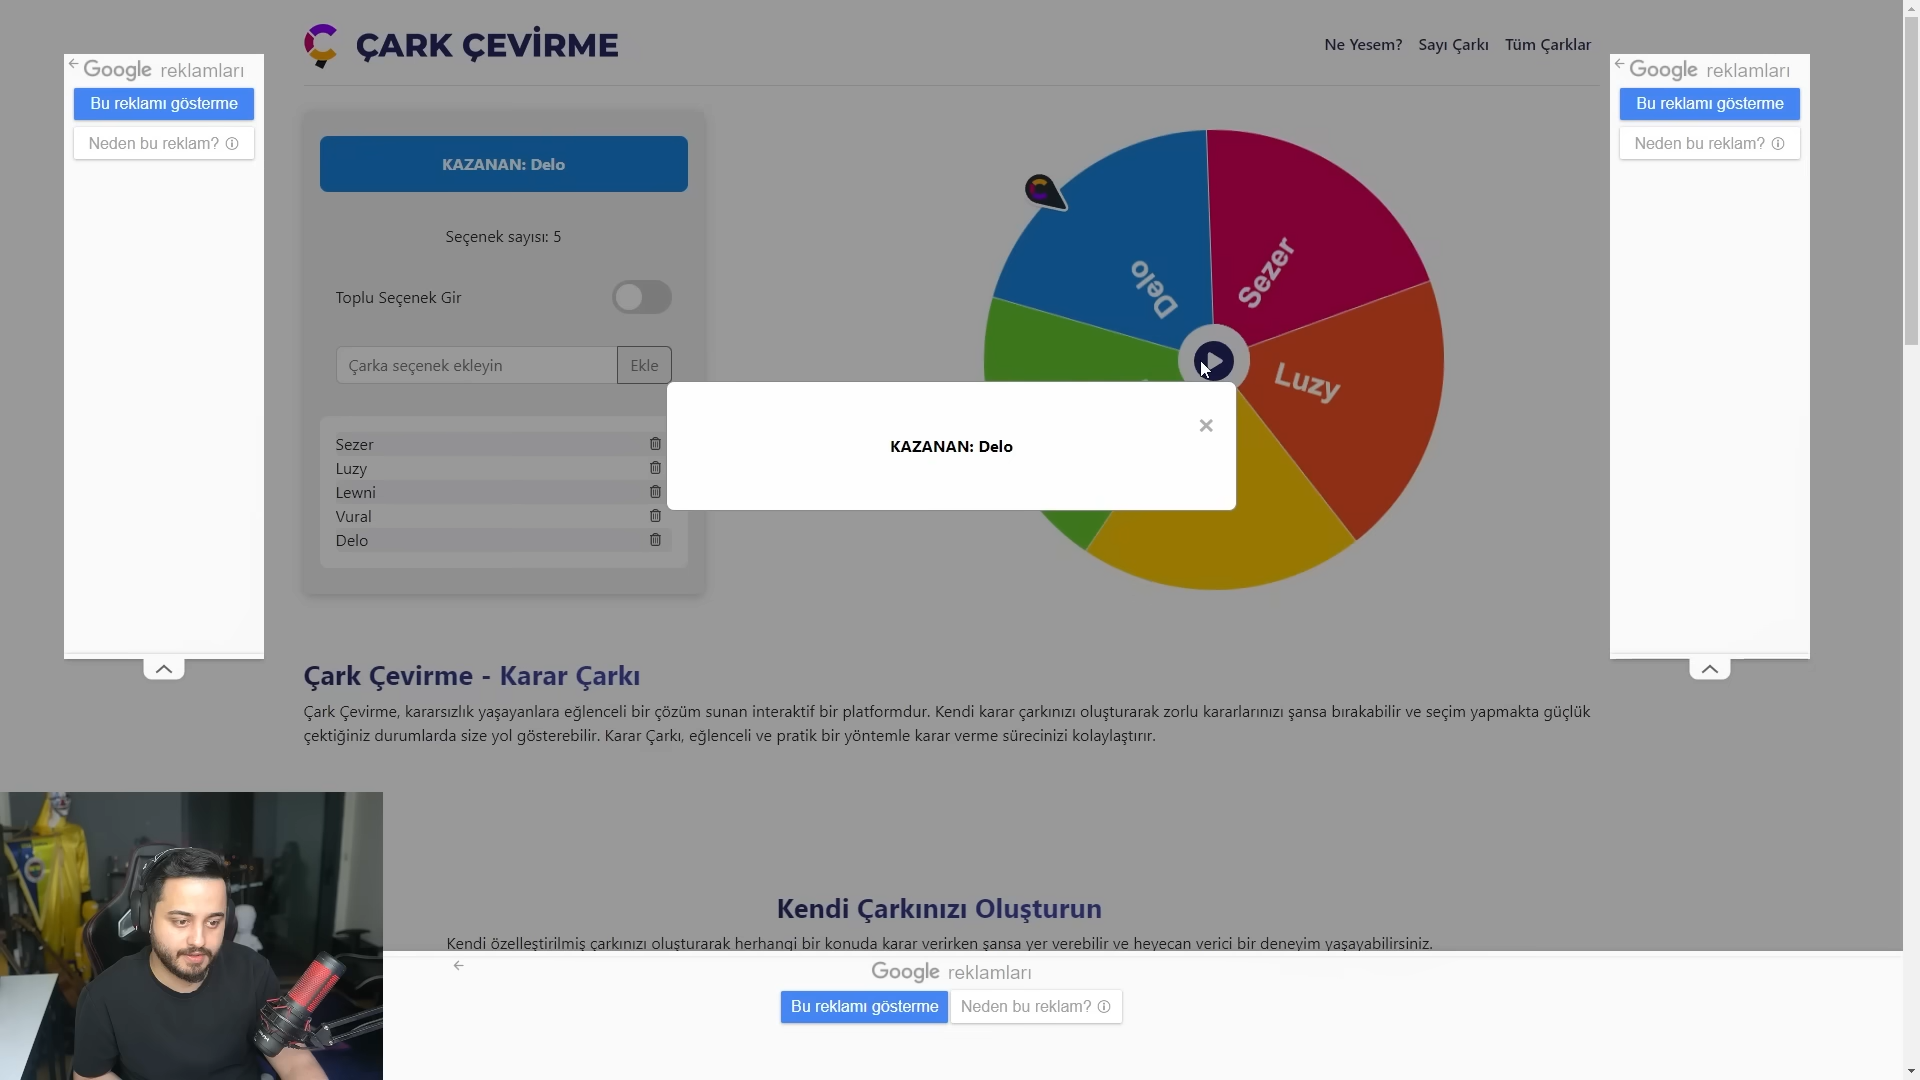 ÇARK ÇEVİRME
Ne Yesem?
Sayı Çarkı
Tüm Çarklar
Google reklamları
Bu reklamı gösterme
Neden bu reklam?
Google reklamları
Bu reklamı gösterme
Neden bu reklam?
KAZANAN: Delo
Seçenek sayısı: 5
Toplu Seçenek Gir
Çarka seçenek ekleyin
Ekle
Sezer
Luzy
Lewni
Vural
Delo
Delo
Sezer
Luzy
KAZANAN: Delo
×
Çark Çevirme - Karar Çarkı
Çark Çevirme, kararsızlık yaşayanlara eğlenceli bir çözüm sunan interaktif bir platformdur. Kendi karar çarkınızı oluşturarak zorlu kararlarınızı şansa bırakabilir ve seçim yapmakta güçlük
çektiğiniz durumlarda size yol gösterebilir. Karar Çarkı, eğlenceli ve pratik bir yöntemle karar verme sürecinizi kolaylaştırır.
Kendi Çarkınızı Oluşturun
Kendi özelleştirilmiş çarkınızı oluşturarak herhangi bir konuda karar verirken şansa yer verebilir ve heyecan verici bir deneyim yaşayabilirsiniz.
Google reklamları
Bu reklamı gösterme
Neden bu reklam?